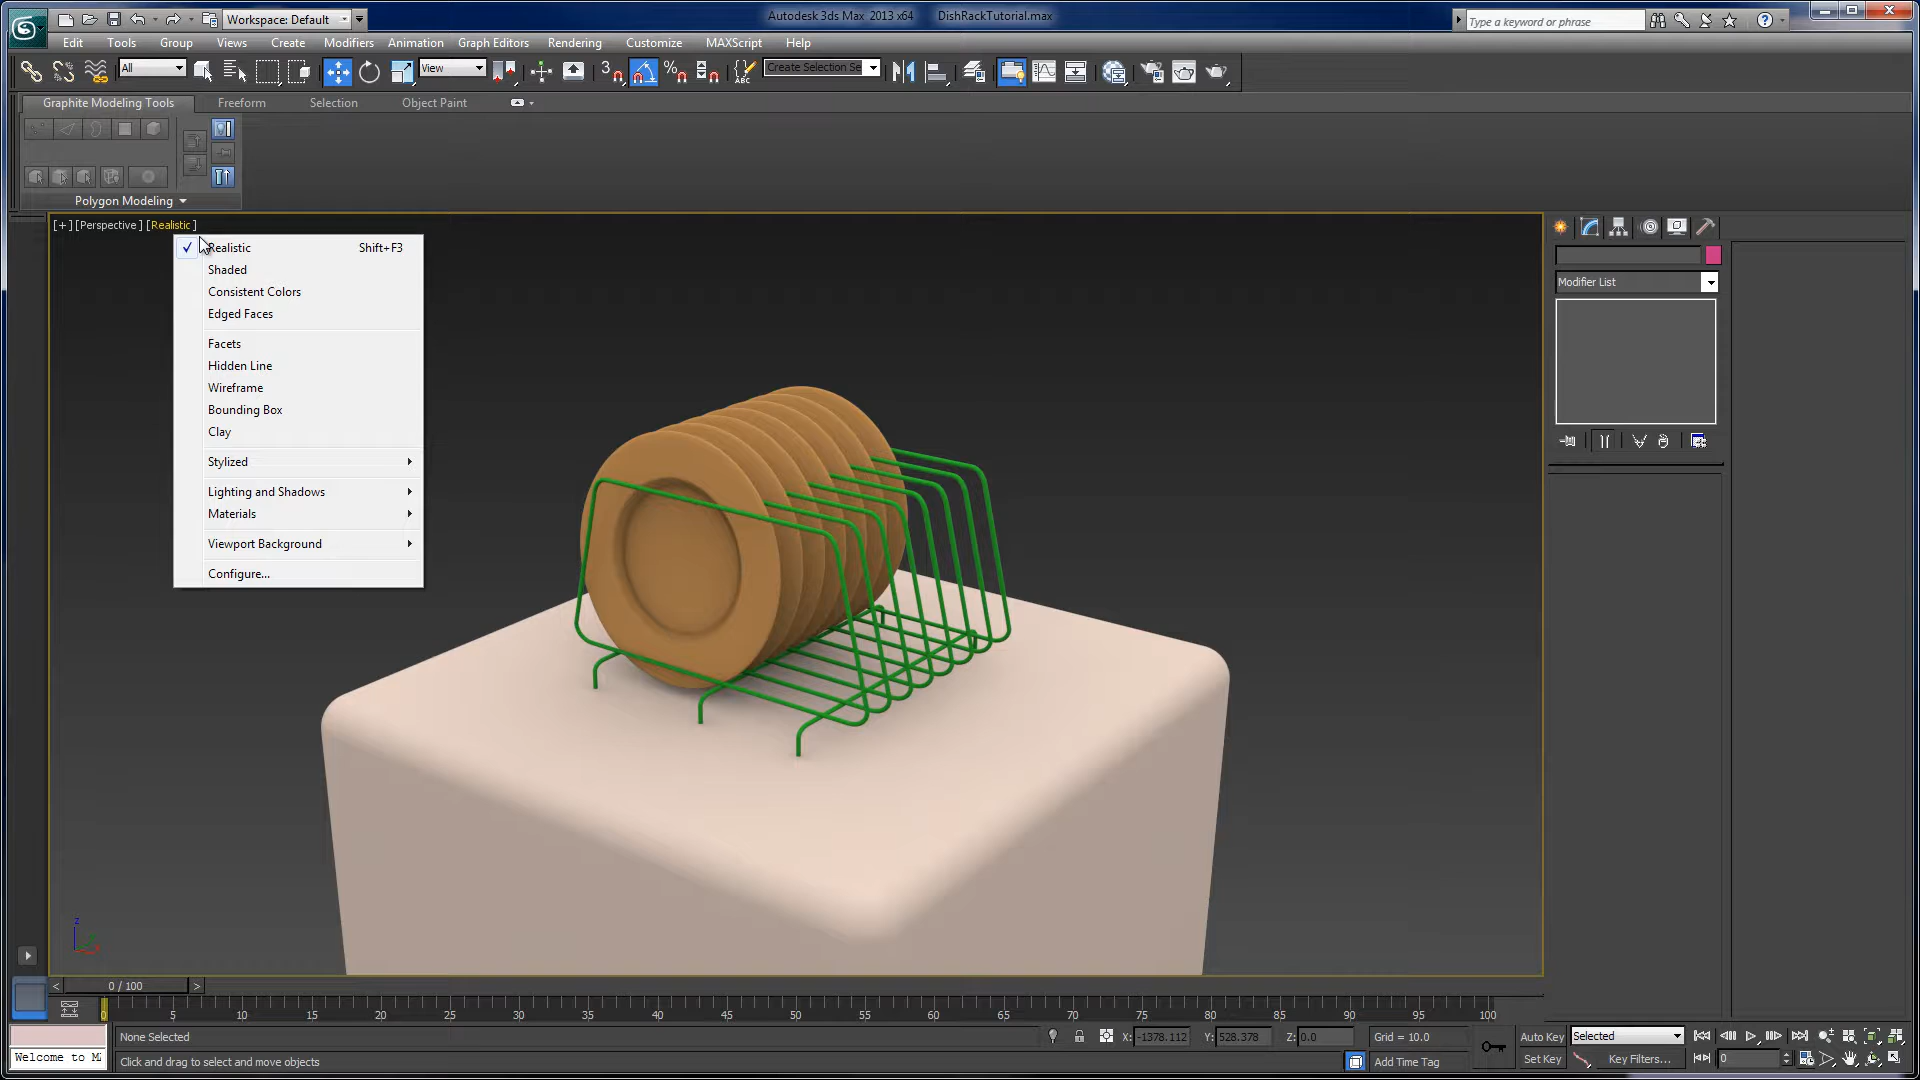 Workspace: Default
Autodesk 3ds Max 2013 x64 DishRackTutorial.max
Type a keyword or phrase
Edit Tools Group Views Create Modifiers Animation Graph Editors Rendering Customize MAXScript Help
All View 3 ABC Create Selection Se
Graphite Modeling Tools Freeform Selection Object Paint
Polygon Modeling
[+] [Perspective] [Realistic]
Realistic Shift+F3
Shaded
Consistent Colors
Edged Faces
Facets
Hidden Line
Wireframe
Bounding Box
Clay
Stylized
Lighting and Shadows
Materials
Viewport Background
Configure...
Modifier List
z
< 0 / 100 >
0 5 10 15 20 25 30 35 40 45 50 55 60 65 70 75 80 85 90 95 100
None Selected X: -1378.112 Y: 528.378 Z: 0.0 Grid = 10.0 Auto Key Selected
Welcome to MA Click and drag to select and move objects Add Time Tag Set Key Key Filters... 0